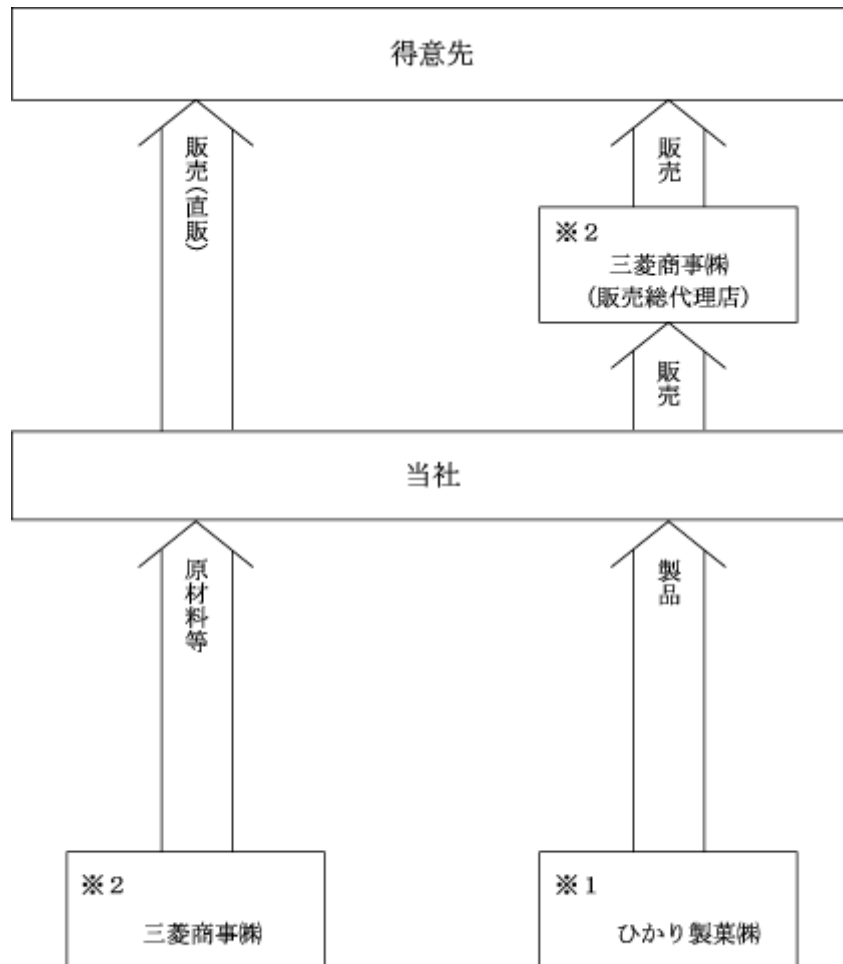 得意先
販売(直販)
販売
※2
三菱商事㈱
(販売総代理店)
販売
当社
原材料等
製品
※2
三菱商事㈱
※1
ひかり製菓㈱